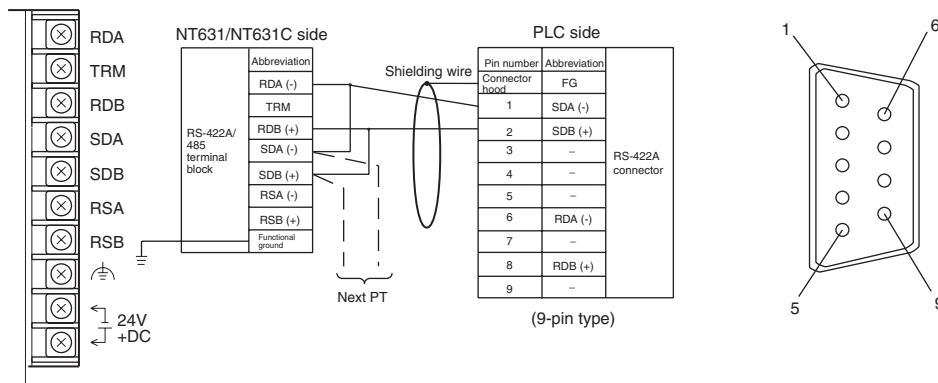 RDA
TRM
RDB
SDA
SDB
RSA
RSB
24V
+DC
NT631/NT631C side
RS-422A/
485
terminal
block
Abbreviation
RDA (-)
TRM
RDB (+)
SDA (-)
SDB (+)
RSA (-)
RSB (+)
Functional
ground
Shielding wire
Next PT
PLC side
Pin number Abbreviation
Connector
hood FG
1 SDA (-)
2 SDB (+)
3 –
4 –
5 –
6 RDA (-)
7 –
8 RDB (+)
9 –
RS-422A
connector
(9-pin type)
1 6
5 9